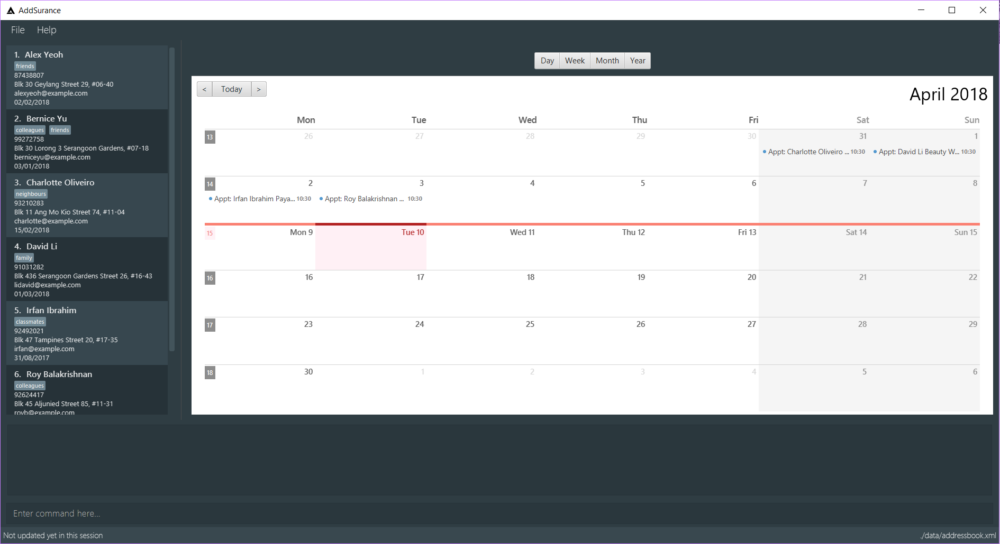 AddSurance
File Help
1. Alex Yeoh
friends
87438807
Blk 30 Geylang Street 29, #06-40
alexyeoh@example.com
02/02/2018
2. Bernice Yu
colleagues friends
99272758
Blk 30 Lorong 3 Serangoon Gardens, #07-18
berniceyu@example.com
03/01/2018
3. Charlotte Oliveiro
neighbours
93210283
Blk 11 Ang Mo Kio Street 74, #11-04
charlotte@example.com
15/02/2018
4. David Li
family
91031282
Blk 436 Serangoon Gardens Street 26, #16-43
lidavid@example.com
01/03/2018
5. Irfan Ibrahim
classmates
92492021
Blk 47 Tampines Street 20, #17-35
irfan@example.com
31/08/2017
6. Roy Balakrishnan
colleagues
92624417
Blk 45 Aljunied Street 85, #11-31
royb@example.com
Day Week Month Year
< Today >
April 2018
Mon Tue Wed Thu Fri Sat Sun
13 26 27 28 29 30 31 1
Appt: Charlotte Oliveiro ... 10:30 Appt: David Li Beauty W... 10:30
14 2 3 4 5 6 7 8
Appt: Irfan Ibrahim Paya... 10:30 Appt: Roy Balakrishnan ... 10:30
15 Mon 9 Tue 10 Wed 11 Thu 12 Fri 13 Sat 14 Sun 15
16 16 17 18 19 20 21 22
17 23 24 25 26 27 28 29
18 30 1 2 3 4 5 6
Enter command here...
Not updated yet in this session
./data/addressbook.xml